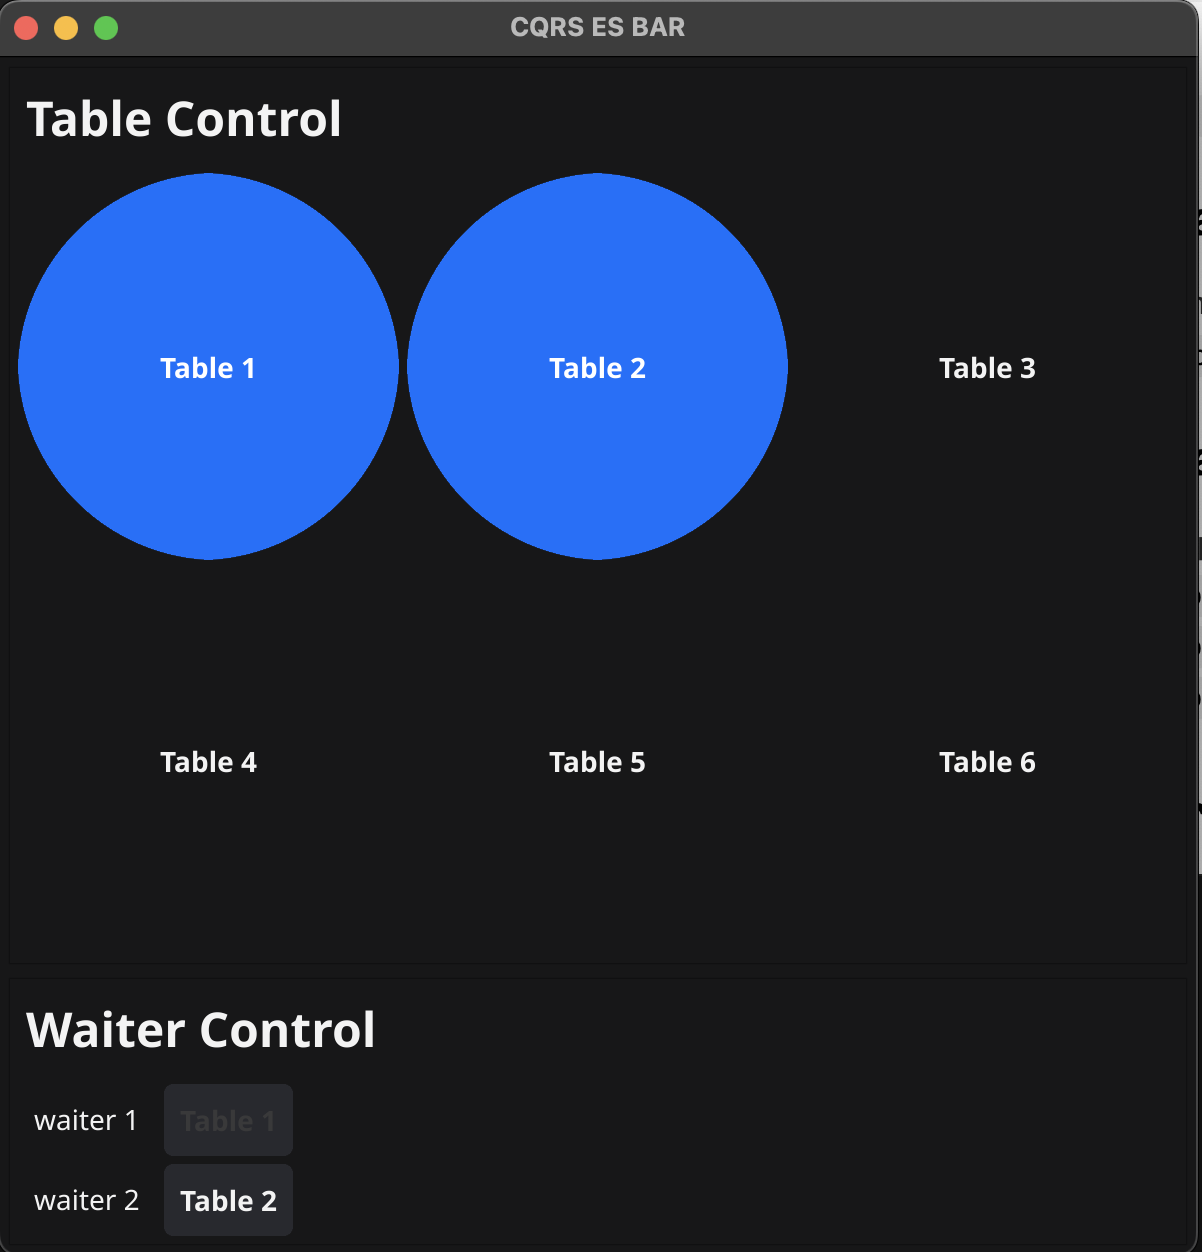 CQRS ES BAR
Table Control
Table 1 Table 2 Table 3
Table 4 Table 5 Table 6
Waiter Control
waiter 1 Table 1
waiter 2 Table 2